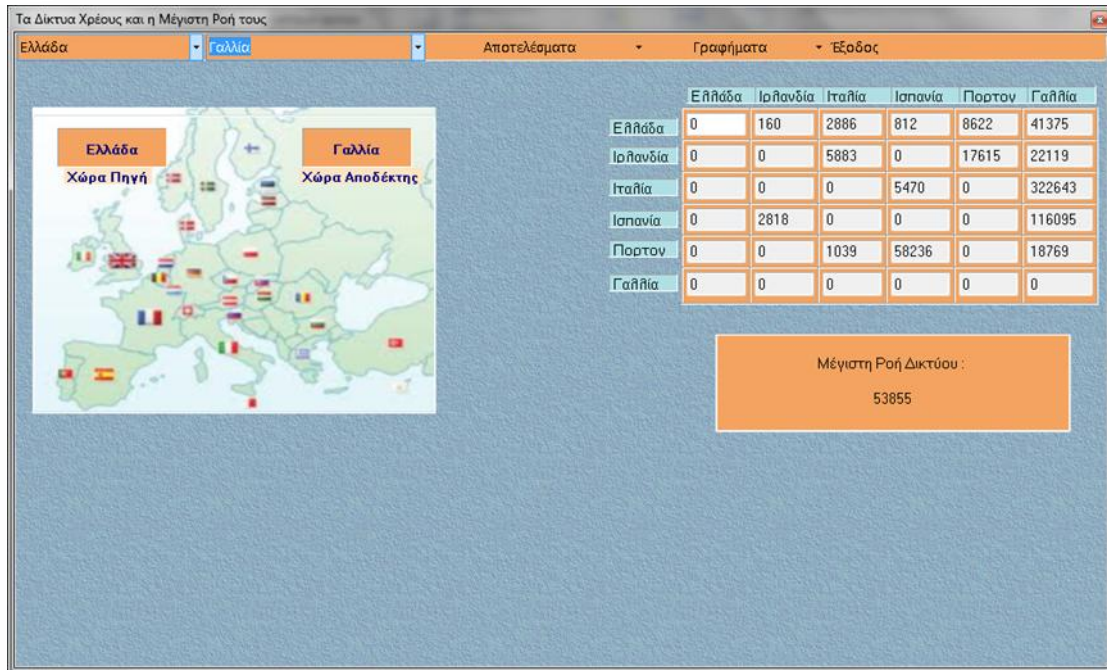 Τα Δίκτυα Χρέους και η Μέγιστη Ροή τους
Ελλάδα Γαλλία Αποτελέσματα Γραφήματα Έξοδος
Ελλάδα Γαλλία
Χώρα Πηγή Χώρα Αποδέκτης
Ελλάδα Ιρλανδία Ιταλία Ισπανία Πορτογ Γαλλία
Ελλάδα 0 160 2886 812 8622 41375
Ιρλανδία 0 0 5883 0 17615 22119
Ιταλία 0 0 0 5470 0 322643
Ισπανία 0 2818 0 0 0 116095
Πορτογ 0 0 1039 58236 0 18769
Γαλλία 0 0 0 0 0 0
Μέγιστη Ροή Δικτύου :
53855